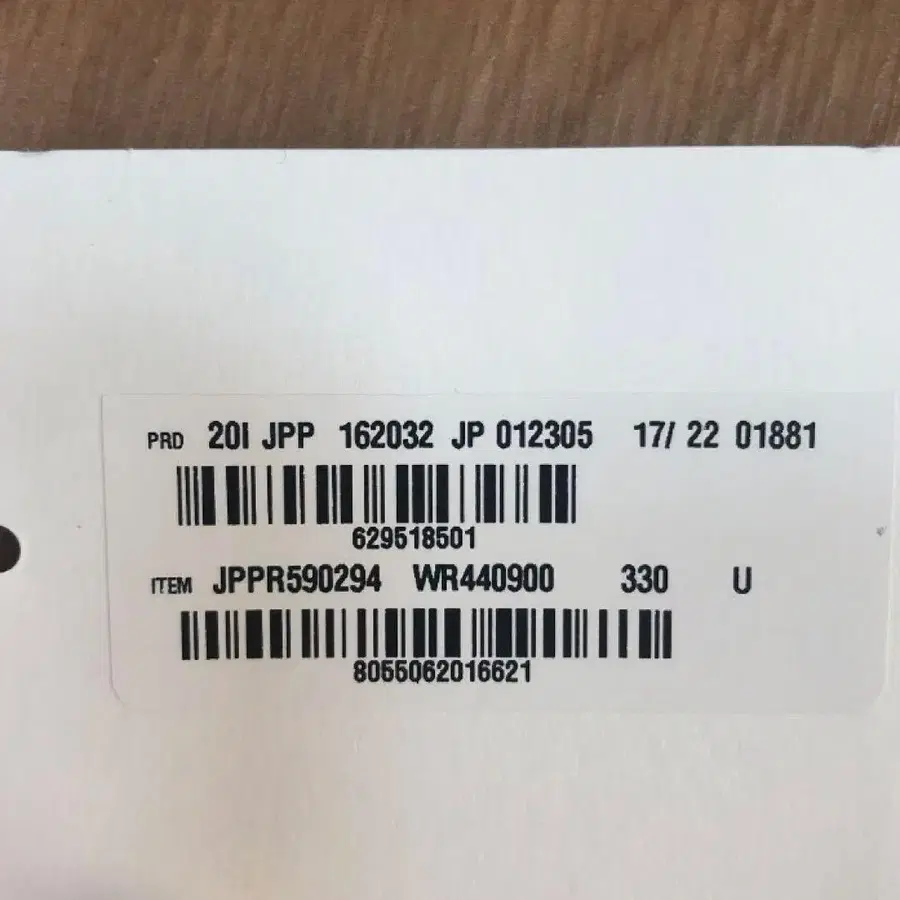 PRD 20I JPP 162032 JP 012305 17/ 22 01881
629518501
ITEM JPPR590294 WR440900 330 U
8055062016621